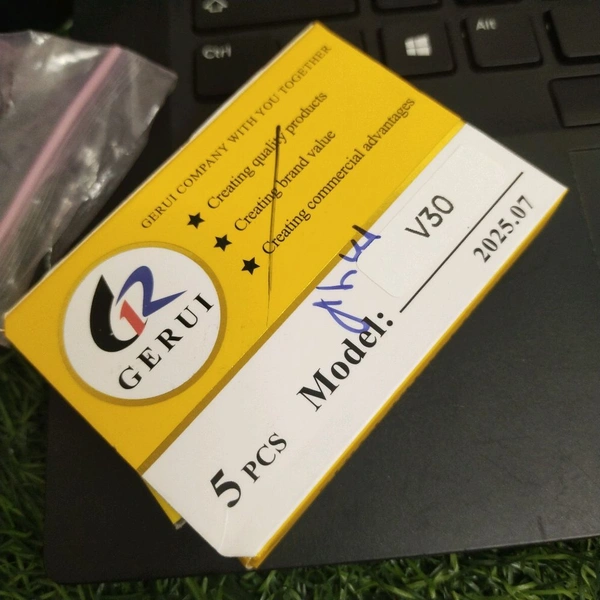 Ctrl
Alt
GERUI COMPANY WITH YOU TOGETHER
★ Creating quality products
★ Creating brand value
★ Creating commercial advantages
GERUI
5 PCS
Model:
V30
2025.07